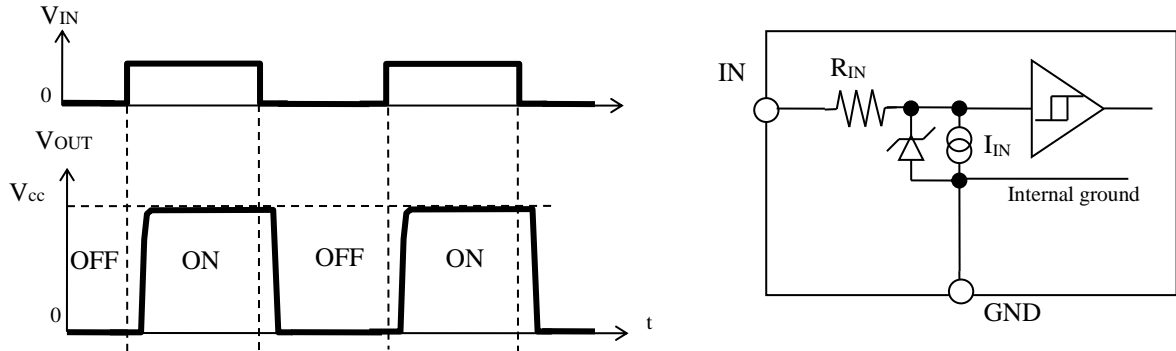 VIN
0
VOUT
Vcc
OFF
ON
OFF
ON
0
t
IN
RIN
IIN
Internal ground
GND